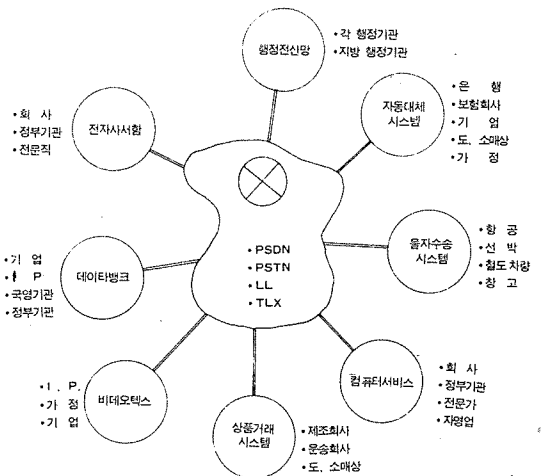 행정전산망
• 각 행정기관
• 지방 행정기관
자동대체
시스템
• 은 행
• 보험회사
• 기 업
• 도, 소매상
• 가 정
• 회 사
• 정부기관
• 전문직
전자사서함
울자수송
시스템
• 항 공
• 선 박
• 철도 차량
• 창 고
• PSDN
• PSTN
• LL
• TLX
• 기 업
P.
• 국영기관
• 정부기관
데이타뱅크
• I. P.
• 가 정
• 기 업
비데오텍스
상품거래
시스템
• 제조회사
• 운송회사
• 도, 소매상
컴퓨터서비스
• 회 사
• 정부기관
• 전문가
• 자영업